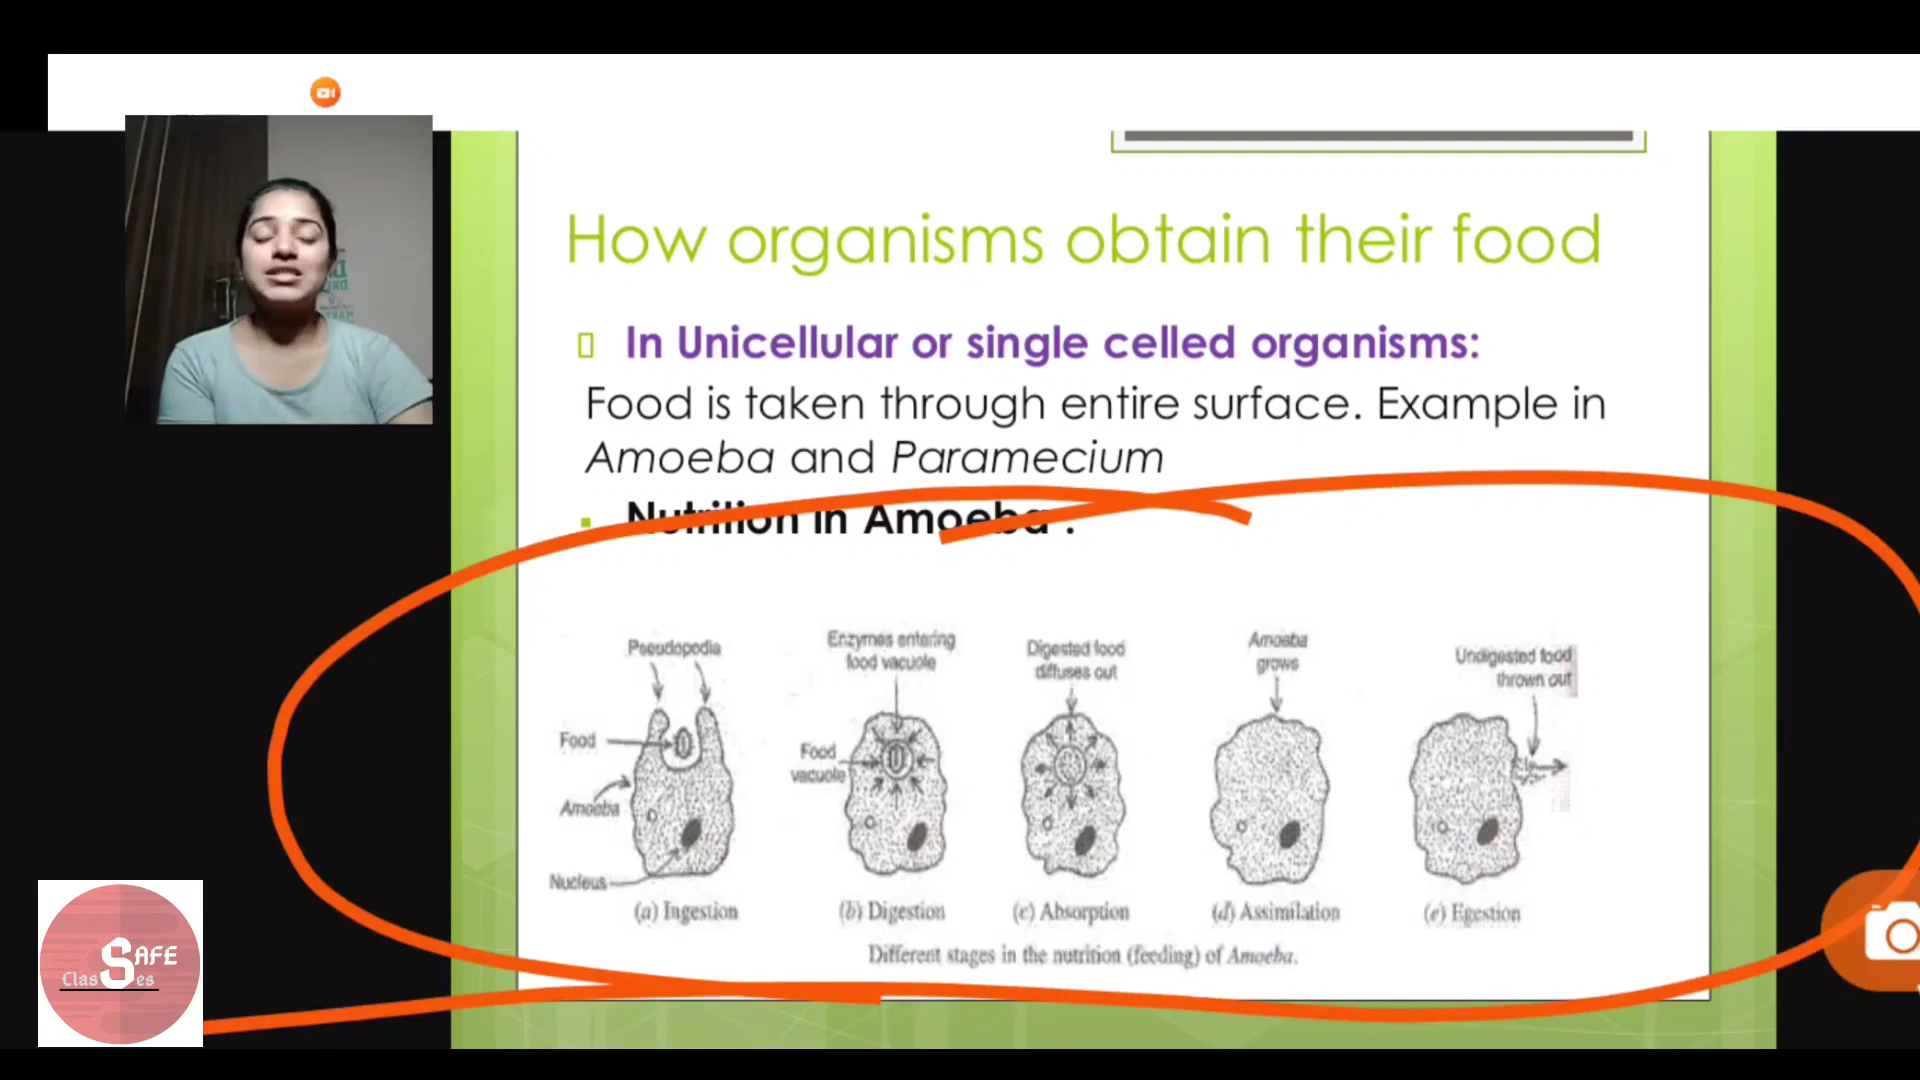 How organisms obtain their food
In Unicellular or single celled organisms:
Food is taken through entire surface. Example in
Amoeba and Paramecium
Nutrition in Amoeba :
Pseudopodia
Food
Amoeba
Nucleus
(a) Ingestion
Enzymes entering
food vacuole
Food
vacuole
(b) Digestion
Digested food
diffuses out
(c) Absorption
Amoeba
grows
(d) Assimilation
Undigested food
thrown out
(e) Egestion
Different stages in the nutrition (feeding) of Amoeba.
SAFE
Classes